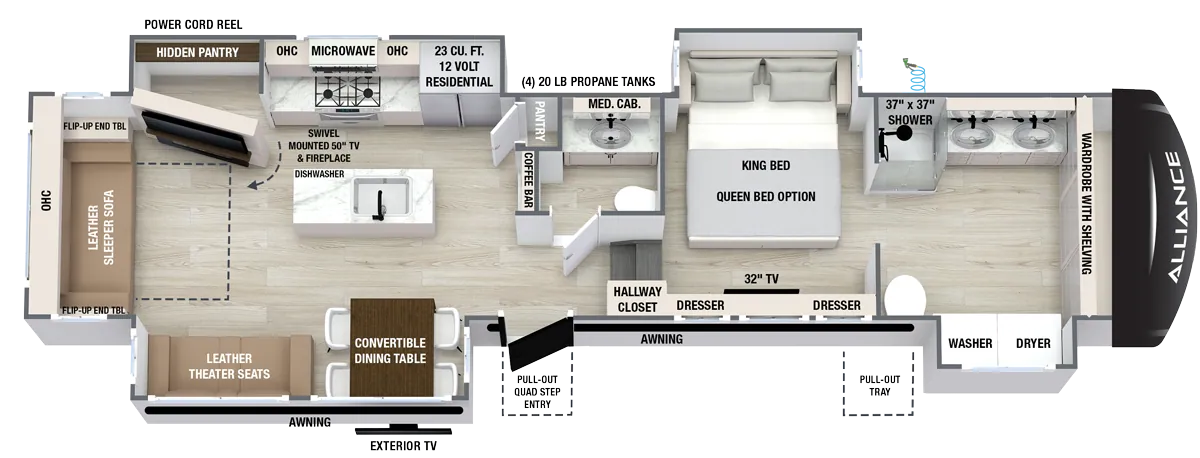 POWER CORD REEL
HIDDEN PANTRY
OHC
MICROWAVE
OHC
23 CU. FT.
12 VOLT
RESIDENTIAL
(4) 20 LB PROPANE TANKS
PANTRY
MED. CAB.
37" x 37"
SHOWER
FLIP-UP END TBL
SWIVEL
MOUNTED 50" TV
& FIREPLACE
DISHWASHER
COFFEE BAR
KING BED
QUEEN BED OPTION
WARDROBE WITH SHELVING
ALLIANCE
OHC
LEATHER
SLEEPER SOFA
FLIP-UP END TBL
32" TV
HALLWAY
CLOSET
DRESSER
DRESSER
LEATHER
THEATER SEATS
CONVERTIBLE
DINING TABLE
AWNING
WASHER
DRYER
PULL-OUT
QUAD STEP
ENTRY
PULL-OUT
TRAY
AWNING
EXTERIOR TV